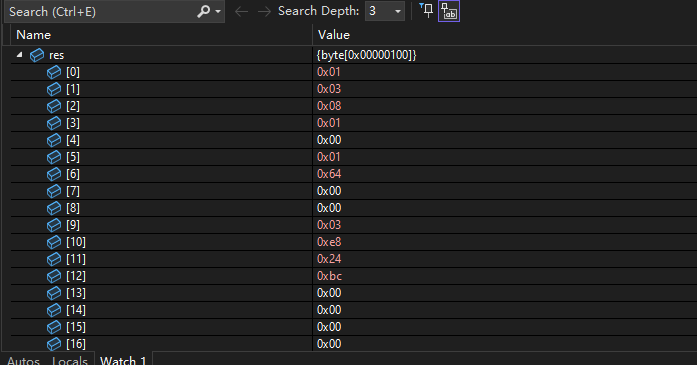 Search (Ctrl+E) Search Depth: 3
Name Value
res {byte[0x00000100]}
[0] 0x01
[1] 0x03
[2] 0x08
[3] 0x01
[4] 0x00
[5] 0x01
[6] 0x64
[7] 0x00
[8] 0x00
[9] 0x03
[10] 0xe8
[11] 0x24
[12] 0xbc
[13] 0x00
[14] 0x00
[15] 0x00
[16] 0x00
Autos Locals Watch 1